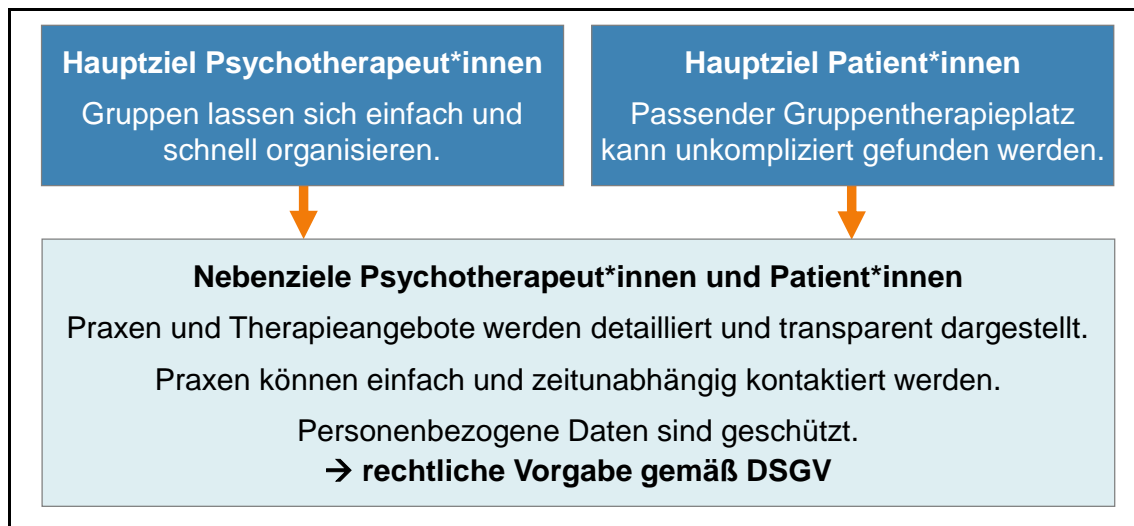 Hauptziel Psychotherapeut*innen
Gruppen lassen sich einfach und
schnell organisieren.
Hauptziel Patient*innen
Passender Gruppentherapieplatz
kann unkompliziert gefunden werden.
Nebenziele Psychotherapeut*innen und Patient*innen
Praxen und Therapieangebote werden detailliert und transparent dargestellt.
Praxen können einfach und zeitunabhängig kontaktiert werden.
Personenbezogene Daten sind geschützt.
→ rechtliche Vorgabe gemäß DSGV